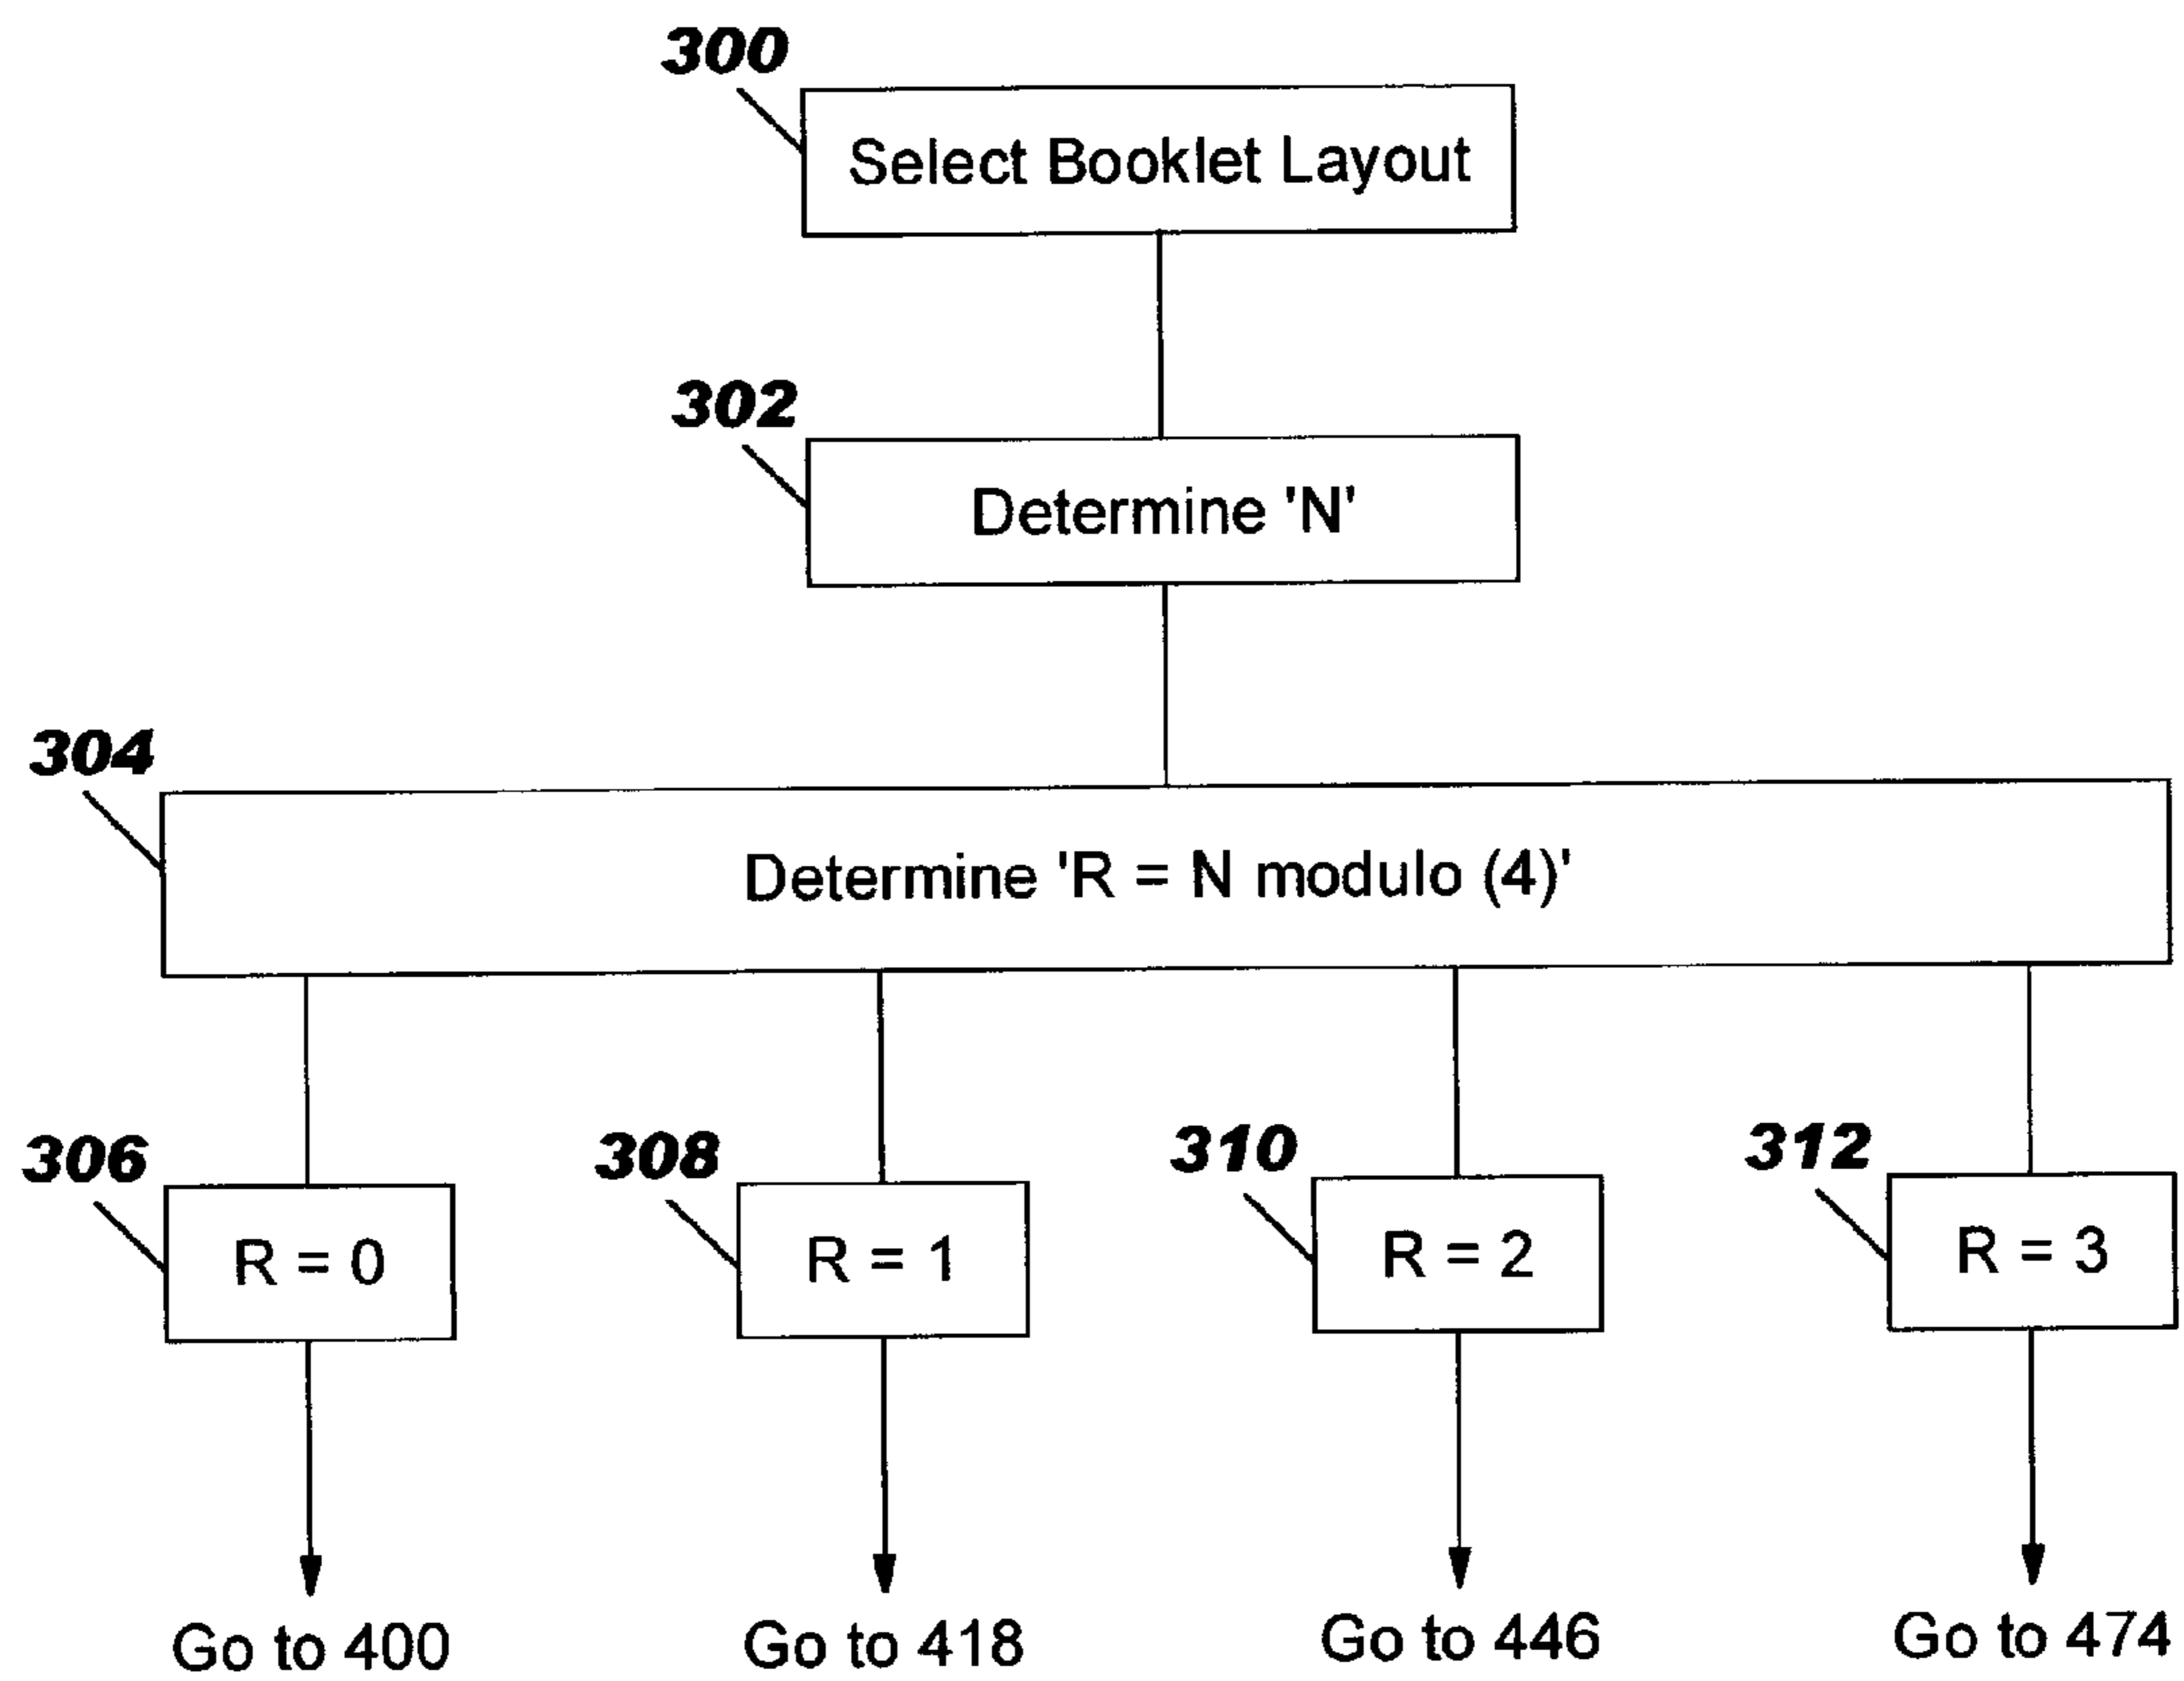 300
Select Booklet Layout
302
Determine 'N'
304
Determine 'R = N modulo (4)'
306
308
310
312
R = 0
R = 1
R = 2
R = 3
Go to 400
Go to 418
Go to 446
Go to 474